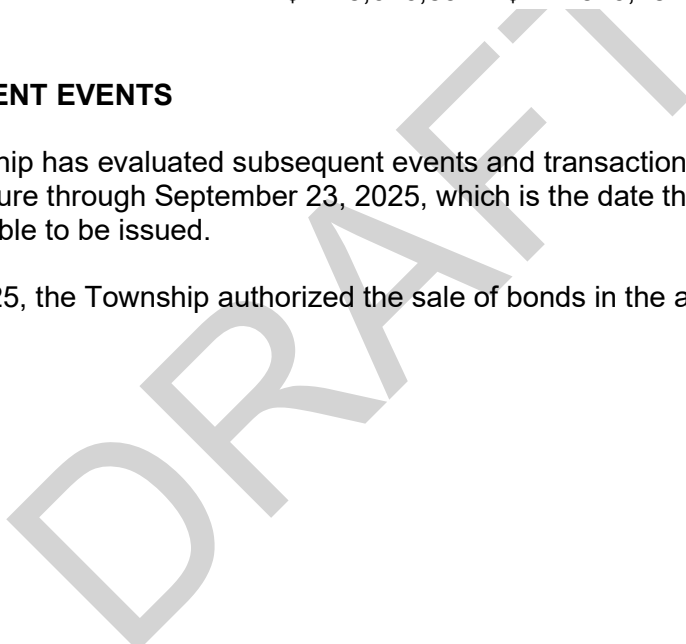 ENT EVENTS
hip has evaluated subsequent events and transaction
ure through September 23, 2025, which is the date th
ble to be issued.
25, the Township authorized the sale of bonds in the a
DRAFT